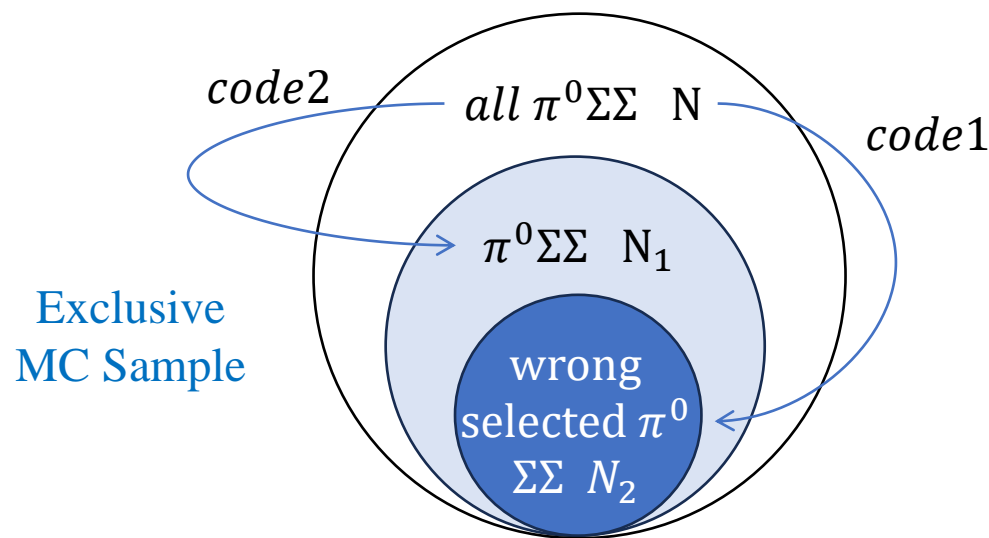 code2
all π⁰ΣΣ N
code1
π⁰ΣΣ N₁
Exclusive
MC Sample
wrong
selected π⁰
ΣΣ N₂